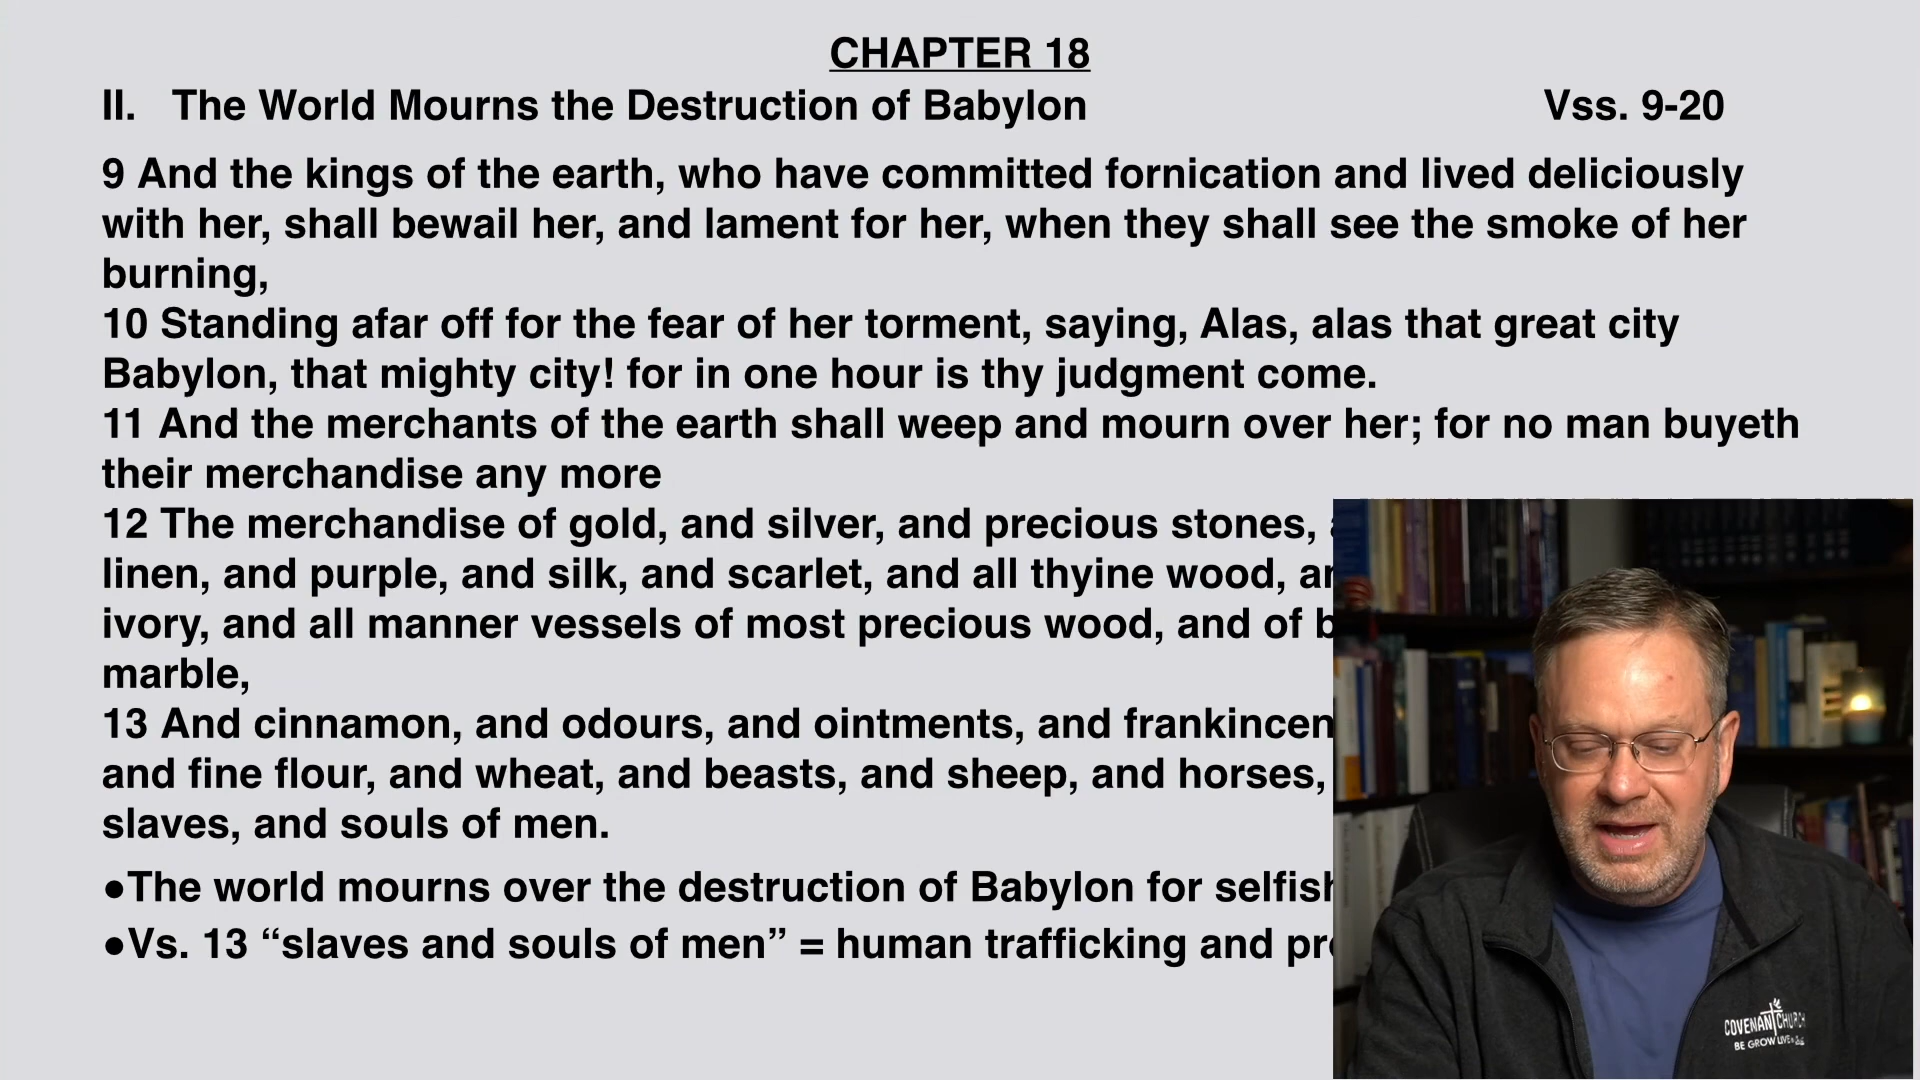 CHAPTER 18
II. The World Mourns the Destruction of Babylon Vss. 9-20
9 And the kings of the earth, who have committed fornication and lived deliciously
with her, shall bewail her, and lament for her, when they shall see the smoke of her
burning,
10 Standing afar off for the fear of her torment, saying, Alas, alas that great city
Babylon, that mighty city! for in one hour is thy judgment come.
11 And the merchants of the earth shall weep and mourn over her; for no man buyeth
their merchandise any more
12 The merchandise of gold, and silver, and precious stones,
linen, and purple, and silk, and scarlet, and all thyine wood,
ivory, and all manner vessels of most precious wood, and of
marble,
13 And cinnamon, and odours, and ointments, and
and fine flour, and wheat, and beasts, and sheep, and horses,
slaves, and souls of men.
●The world mourns over the destruction of Babylon for
●Vs. 13 “slaves and souls of men” = human trafficking and
COVENANT CHURCH
BE GROW LIVE